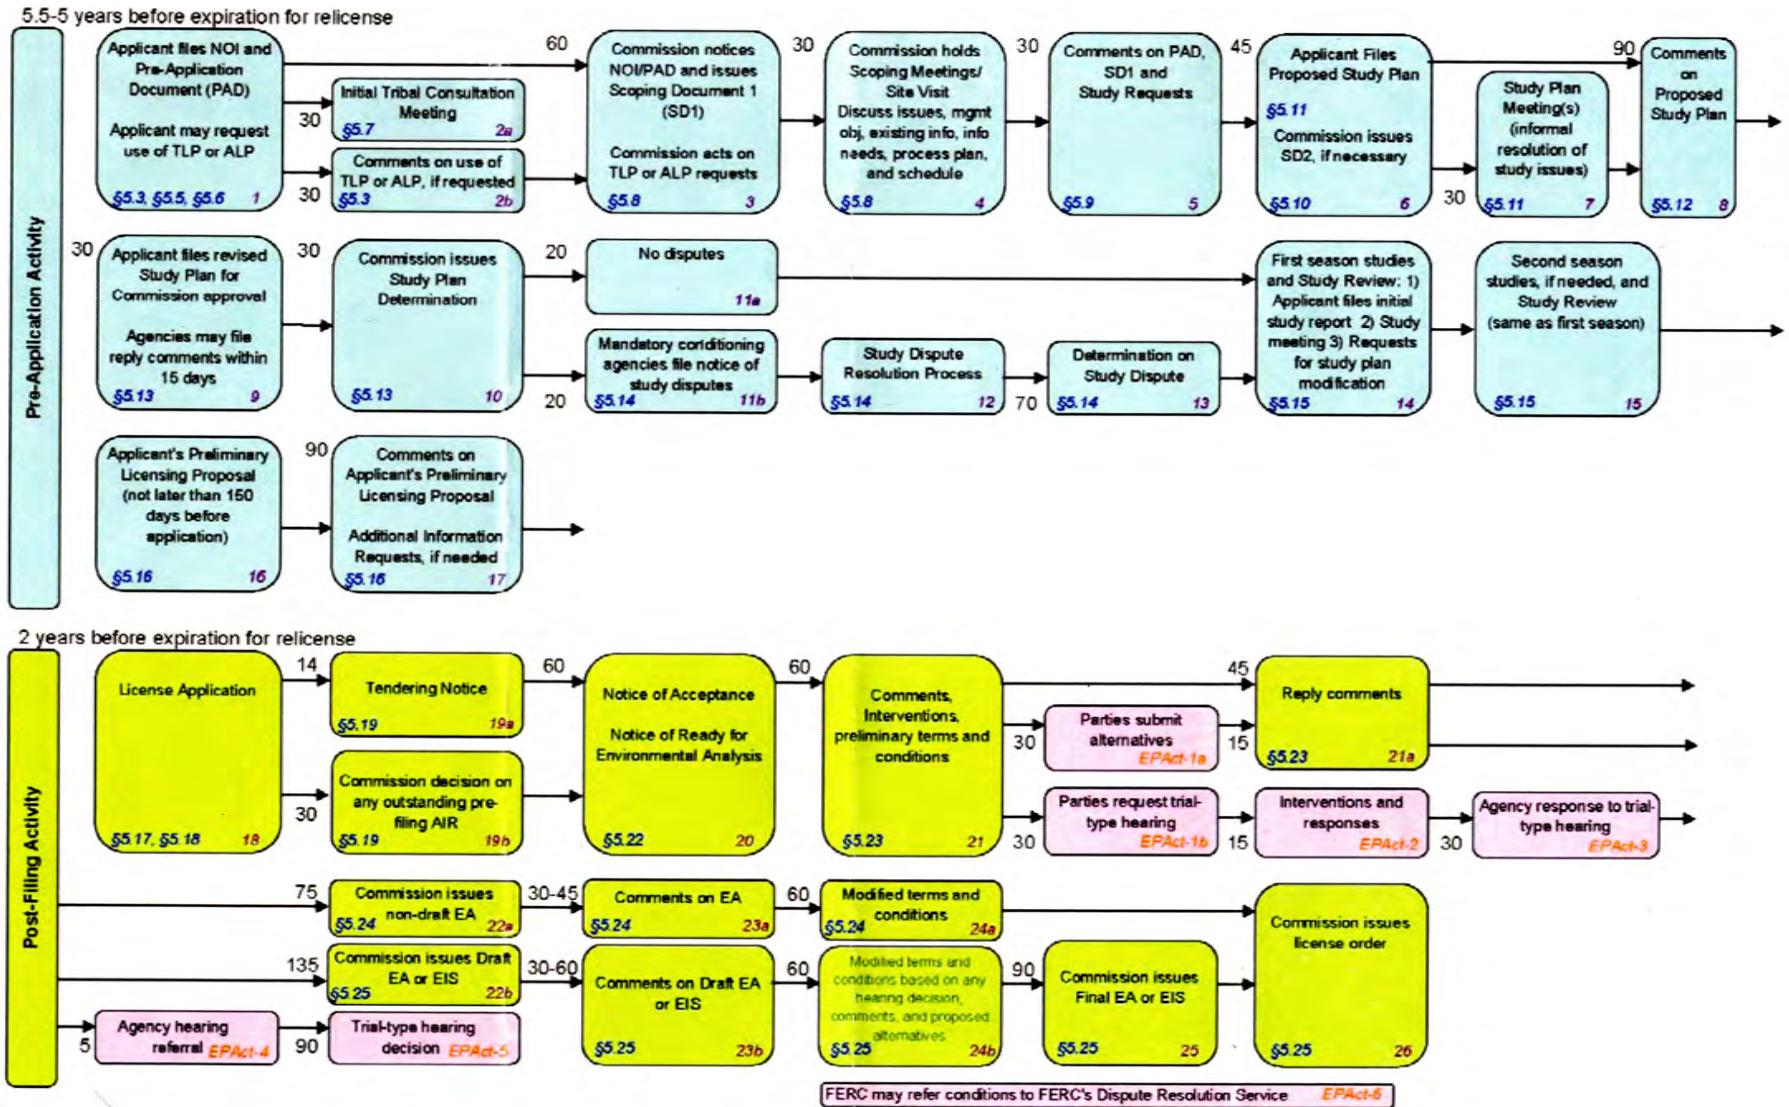 5.5-5 years before expiration for relicense
Pre-Application Activity
Applicant files NOI and
Pre-Application
Document (PAD)
Applicant may request
use of TLP or ALP
§5.3, §5.5, §5.6 1
60
30
Initial Tribal Consultation
Meeting
§5.7 2a
30
Comments on use of
TLP or ALP, if requested
§5.3 2b
Commission notices
NOI/PAD and issues
Scoping Document 1
(SD1)
Commission acts on
TLP or ALP requests
§5.8 3
30
Commission holds
Scoping Meetings/
Site Visit
Discuss issues, mgmt
obj, existing info, info
needs, process plan,
and schedule
§5.8 4
30
Comments on PAD,
SD1 and
Study Requests
§5.9 5
45
Applicant Files
Proposed Study Plan
§5.11
Commission issues
SD2, if necessary
§5.10 6
90
30
Study Plan
Meeting(s)
(informal
resolution of
study issues)
§5.11 7
Comments
on
Proposed
Study Plan
§5.12 8
30
Applicant files revised
Study Plan for
Commission approval
Agencies may file
reply comments within
15 days
§5.13 9
30
Commission issues
Study Plan
Determination
§5.13 10
20
No disputes
11a
20
Mandatory conditioning
agencies file notice of
study disputes
§5.14 11b
Study Dispute
Resolution Process
§5.14 12
70
Determination on
Study Dispute
§5.14 13
First season studies
and Study Review: 1)
Applicant files initial
study report 2) Study
meeting 3) Requests
for study plan
modification
§5.15 14
Second season
studies, if needed, and
Study Review
(same as first season)
§5.15 15
Applicant's Preliminary
Licensing Proposal
(not later than 150
days before
application)
§5.16 16
90
Comments on
Applicant's Preliminary
Licensing Proposal
Additional Information
Requests, if needed
§5.16 17
2 years before expiration for relicense
Post-Filing Activity
License Application
§5.17, §5.18 18
14
Tendering Notice
§5.19 19a
30
Commission decision on
any outstanding pre-
filing AIR
§5.19 19b
60
Notice of Acceptance
Notice of Ready for
Environmental Analysis
§5.22 20
60
Comments,
Interventions,
preliminary terms and
conditions
§5.23 21
45
30
Parties submit
alternatives
EPAct-1a
15
Reply comments
§5.23 21a
30
Parties request trial-
type hearing
EPAct-1b
15
Interventions and
responses
EPAct-2
30
Agency response to trial-
type hearing
EPAct-3
75
Commission issues
non-draft EA
§5.24 22a
30-45
Comments on EA
§5.24 23a
60
Modified terms and
conditions
§5.24 24a
135
Commission issues Draft
EA or EIS
§5.25 22b
30-60
Comments on Draft EA
or EIS
§5.25 23b
60
Modified terms and
conditions based on any
hearing decision,
comments, and proposed
alternatives
§5.25 24b
90
Commission issues
Final EA or EIS
§5.25 25
Commission issues
license order
§5.25 26
5
Agency hearing
referral EPAct-4
90
Trial-type hearing
decision EPAct-5
FERC may refer conditions to FERC's Dispute Resolution Service EPAct-6